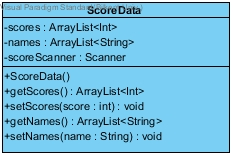 Visual Paradigm Standard
ScoreData
-scores : ArrayList<Int>
-names : ArrayList<String>
-scoreScanner : Scanner
+ScoreData()
+getScores() : ArrayList<Int>
+setScores(score : int) : void
+getNames() : ArrayList<String>
+setNames(name : String) : void